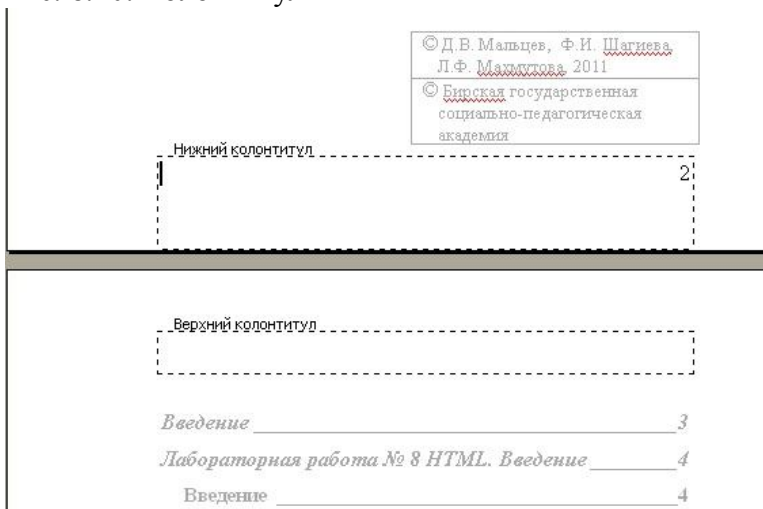 © Д.В. Мальцев, Ф.И. Шагиева,
Л.Ф. Махмутова, 2011
© Бирская государственная
социально-педагогическая
академия
Нижний колонтитул
2
Верхний колонтитул
Введение 3
Лабораторная работа № 8 HTML. Введение 4
Введение 4